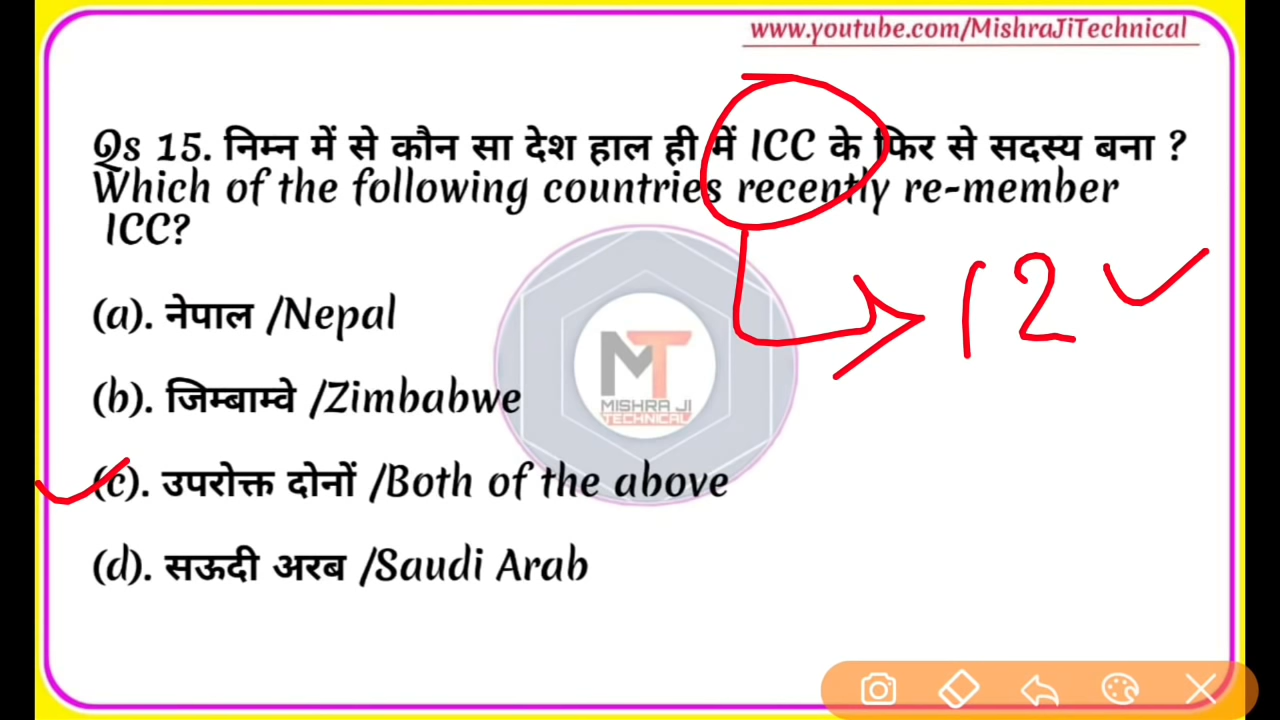 www.youtube.com/MishraJiTechnical
Qs 15. निम्न में से कौन सा देश हाल ही में ICC के फिर से सदस्य बना ?
Which of the following countries recently re-member
ICC?
12
(a). नेपाल /Nepal
(b). जिम्बाम्वे /Zimbabwe
MT
MISHRA JI
TECHNICAL
(c). उपरोक्त दोनों /Both of the above
(d). सऊदी अरब /Saudi Arab